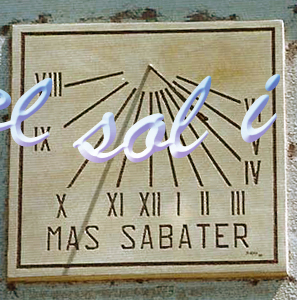 el sol i
VIII
IX
X XI XII I II III
IV
V
MAS SABATER